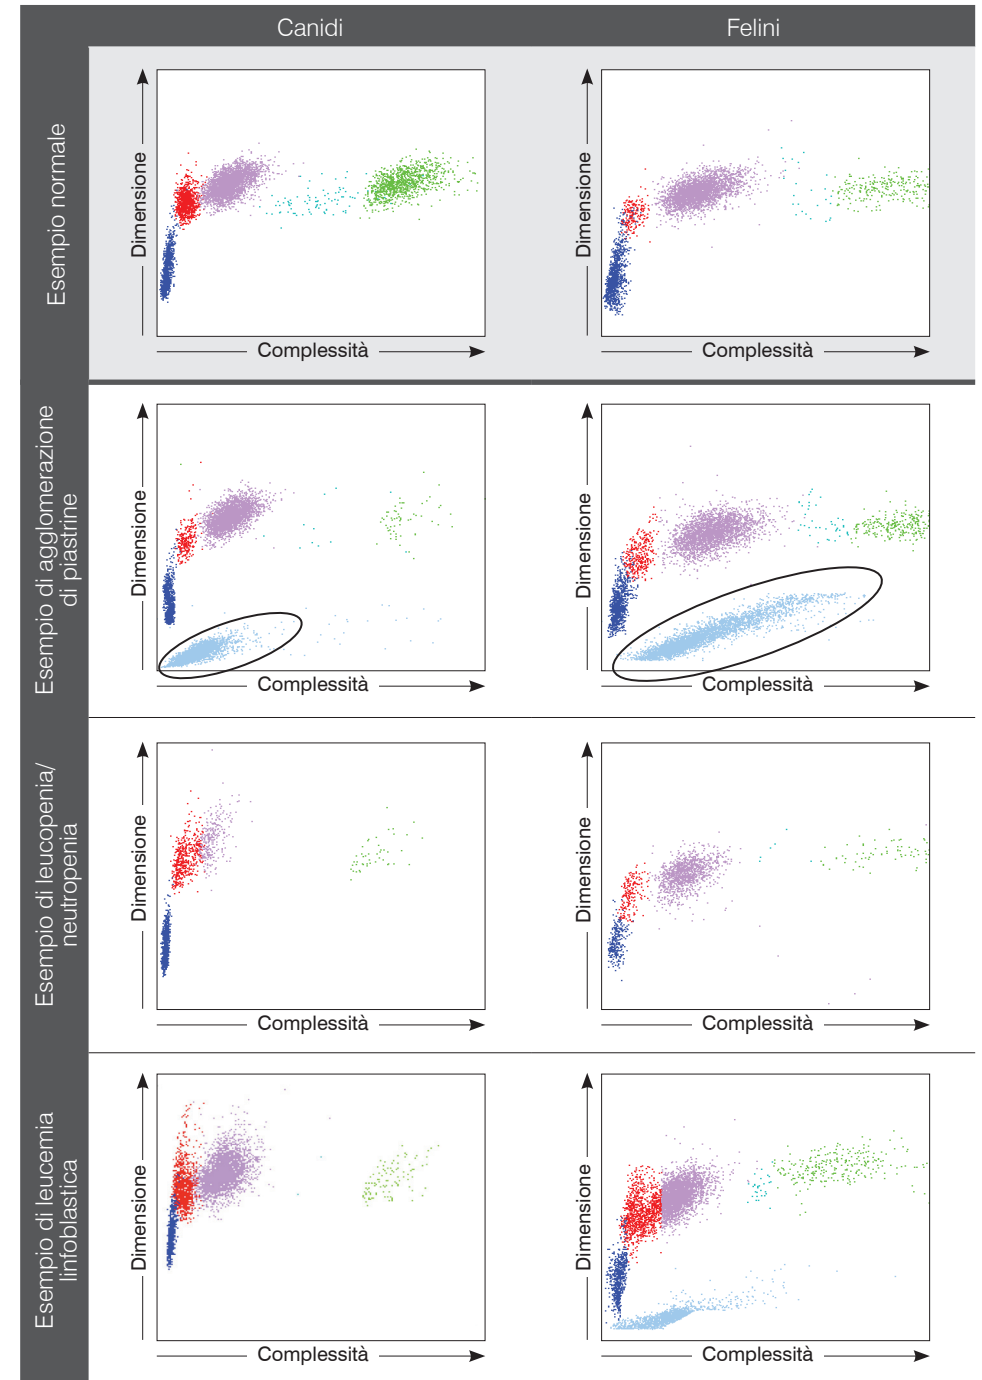 Canidi
Felini
Esempio normale
Dimensione
Complessità
Dimensione
Complessità
Esempio di agglomerazione
di piastrine
Dimensione
Complessità
Dimensione
Complessità
Esempio di leucopenia/
neutropenia
Dimensione
Complessità
Dimensione
Complessità
Esempio di leucemia
linfoblastica
Dimensione
Complessità
Dimensione
Complessità